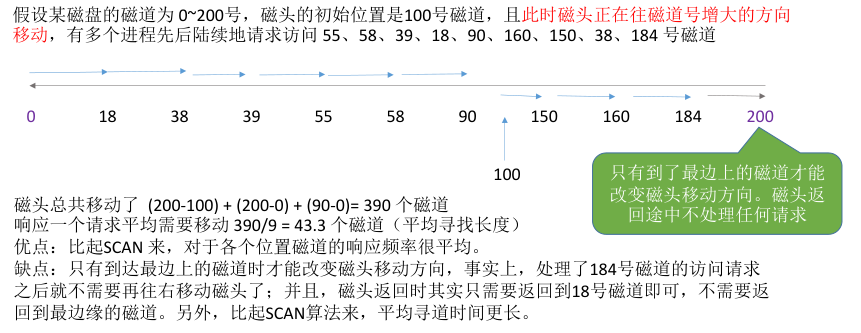 假设某磁盘的磁道为 0~200号，磁头的初始位置是100号磁道，且此时磁头正在往磁道号增大的方向
移动，有多个进程先后陆续地请求访问 55、58、39、18、90、160、150、38、184 号磁道
0 18 38 39 55 58 90 150 160 184 200
100
只有到了最边上的磁道才能
改变磁头移动方向。磁头返
回途中不处理任何请求
磁头总共移动了 (200-100) + (200-0) + (90-0)= 390 个磁道
响应一个请求平均需要移动 390/9 = 43.3 个磁道（平均寻找长度）
优点：比起SCAN 来，对于各个位置磁道的响应频率很平均。
缺点：只有到达最边上的磁道时才能改变磁头移动方向，事实上，处理了184号磁道的访问请求
之后就不需要再往右移动磁头了；并且，磁头返回时其实只需要返回到18号磁道即可，不需要返
回到最边缘的磁道。另外，比起SCAN算法来，平均寻道时间更长。